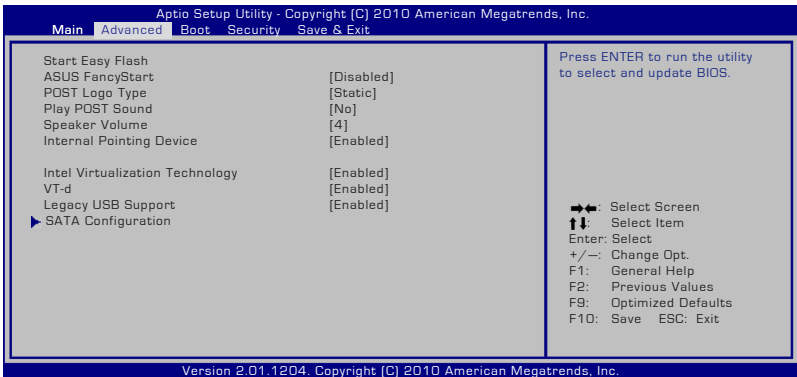 Aptio Setup Utility - Copyright (C) 2010 American Megatrends, Inc.
Main Advanced Boot Security Save & Exit
Start Easy Flash
ASUS FancyStart [Disabled]
POST Logo Type [Static]
Play POST Sound [No]
Speaker Volume [4]
Internal Pointing Device [Enabled]
Intel Virtualization Technology [Enabled]
VT-d [Enabled]
Legacy USB Support [Enabled]
SATA Configuration
Press ENTER to run the utility
to select and update BIOS.
→←: Select Screen
↑↓: Select Item
Enter: Select
+/—: Change Opt.
F1: General Help
F2: Previous Values
F9: Optimized Defaults
F10: Save ESC: Exit
Version 2.01.1204. Copyright (C) 2010 American Megatrends, Inc.